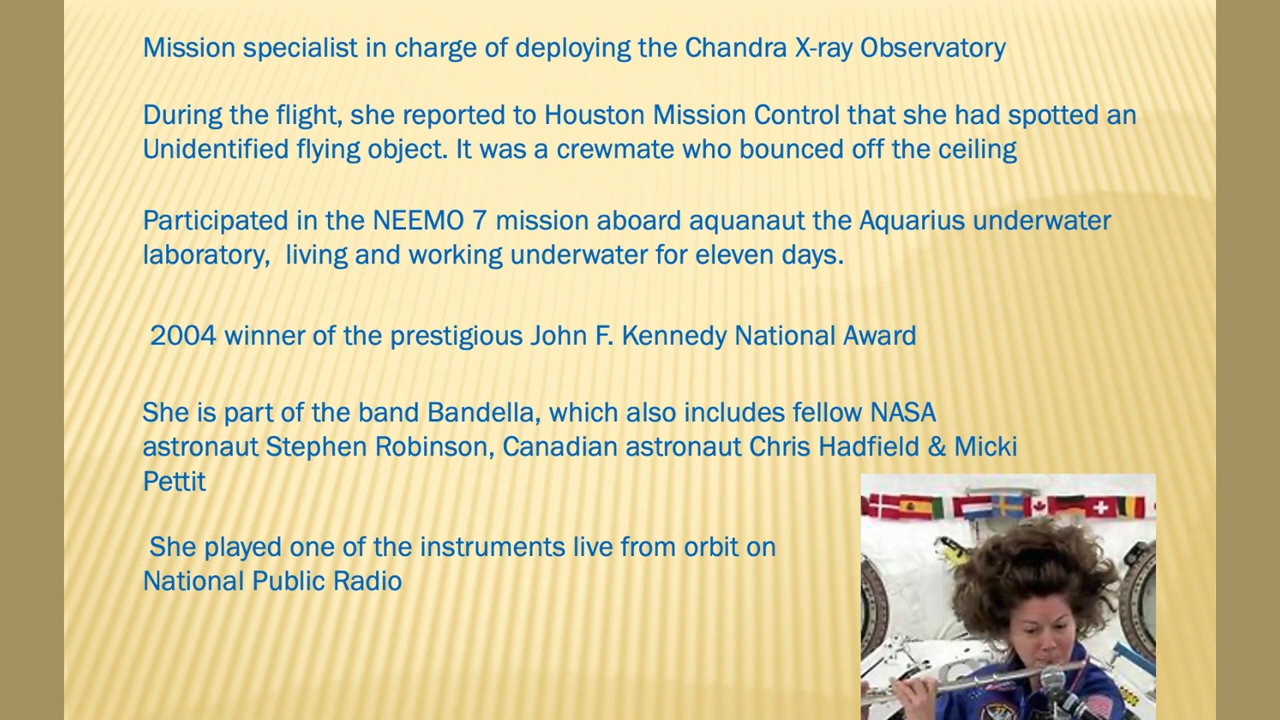 Mission specialist in charge of deploying the Chandra X-ray Observatory
During the flight, she reported to Houston Mission Control that she had spotted an
Unidentified flying object. It was a crewmate who bounced off the ceiling
Participated in the NEEMO 7 mission aboard aquanaut the Aquarius underwater
laboratory,  living and working underwater for eleven days.
2004 winner of the prestigious John F. Kennedy National Award
She is part of the band Bandella, which also includes fellow NASA
astronaut Stephen Robinson, Canadian astronaut Chris Hadfield & Micki
Pettit
She played one of the instruments live from orbit on
National Public Radio